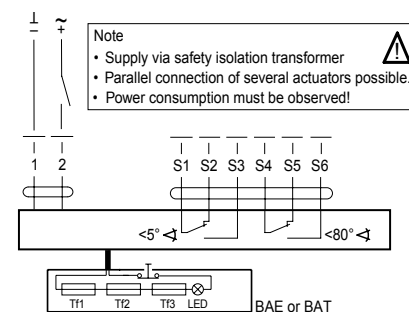 ⊥ ~
– +
Note
• Supply via safety isolation transformer
• Parallel connection of several actuators possible.
• Power consumption must be observed!
1 2 S1 S2 S3 S4 S5 S6
<5° <80°
Tf1 Tf2 Tf3 LED
BAE or BAT